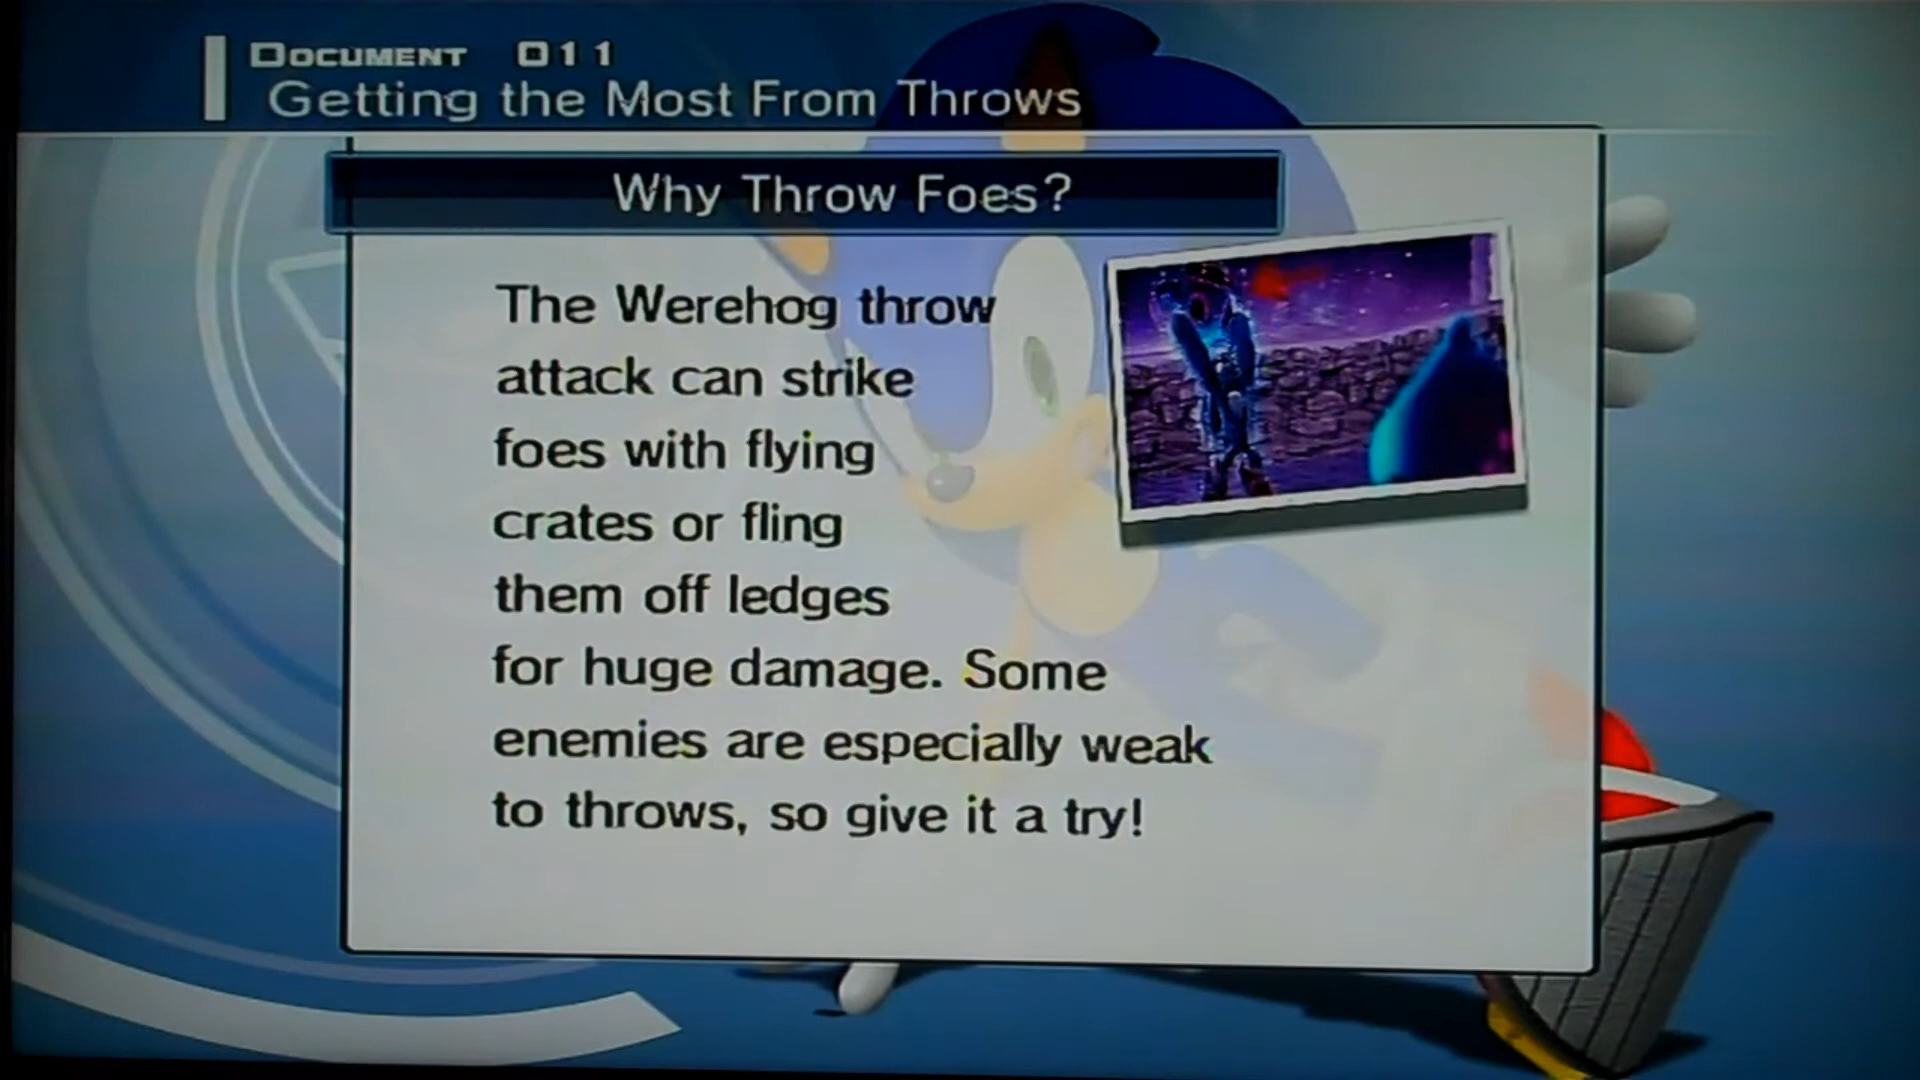 DOCUMENT 011
Getting the Most From Throws
Why Throw Foes?
The Werehog throw
attack can strike
foes with flying
crates or fling
them off ledges
for huge damage. Some
enemies are especially weak
to throws, so give it a try!